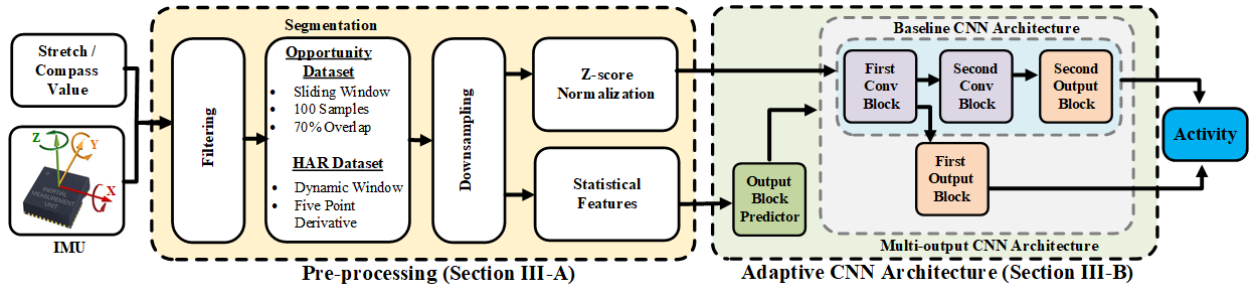 Stretch /
Compass
Value
Z
Y
X
INERTIAL
MEASUREMENT
UNIT
IMU
Filtering
Segmentation
Opportunity
Dataset
• Sliding Window
• 100 Samples
• 70% Overlap
HAR Dataset
• Dynamic Window
• Five Point
Derivative
Downsampling
Z-score
Normalization
Statistical
Features
Pre-processing (Section III-A)
Baseline CNN Architecture
First
Conv
Block
Second
Conv
Block
Second
Output
Block
First
Output
Block
Output
Block
Predictor
Multi-output CNN Architecture
Adaptive CNN Architecture (Section III-B)
Activity